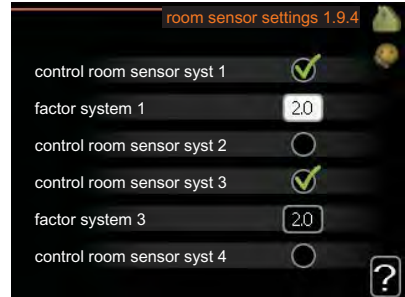 room sensor settings 1.9.4
control room sensor syst 1
factor system 1 2.0
control room sensor syst 2
control room sensor syst 3
factor system 3 2.0
control room sensor syst 4
?